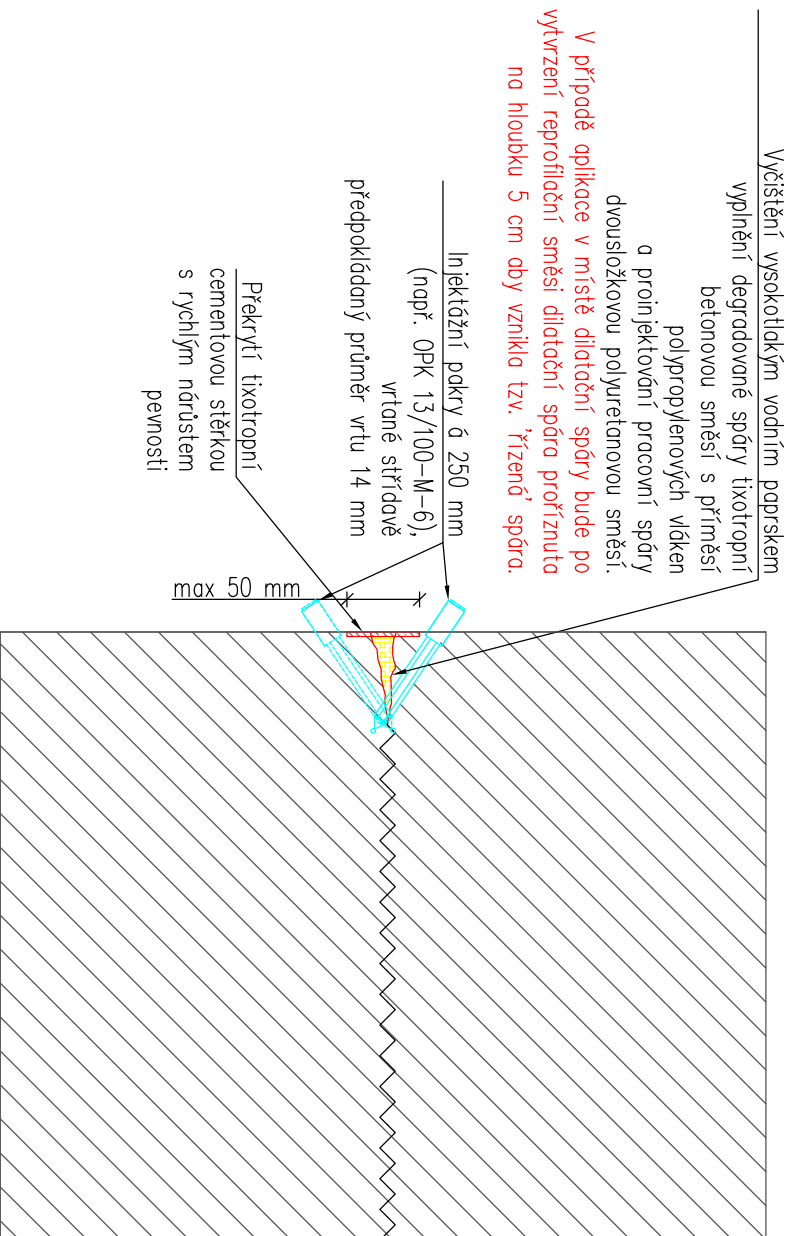 Vyčištění vysokotlakým vodním paprskem
vyplnění degradované spáry tixotropní
betonovou směsí s příměsí
polypropylenových vláken
a proinjektování pracovní spáry
dvousložkovou polyuretanovou směsí.
V případě aplikace v místě dilatační spáry bude po
vytvrzení reprofilační směsi dilatační spára proříznuta
na hloubku 5 cm aby vznikla tzv. 'řízená' spára.
Injektážní pakry á 250 mm
(např. OPK 13/100-M-6),
vrtané střídavě
předpokládaný průměr vrtu 14 mm
Překrytí tixotropní
cementovou stěrkou
s rychlým nárůstem
pevnosti
max 50 mm